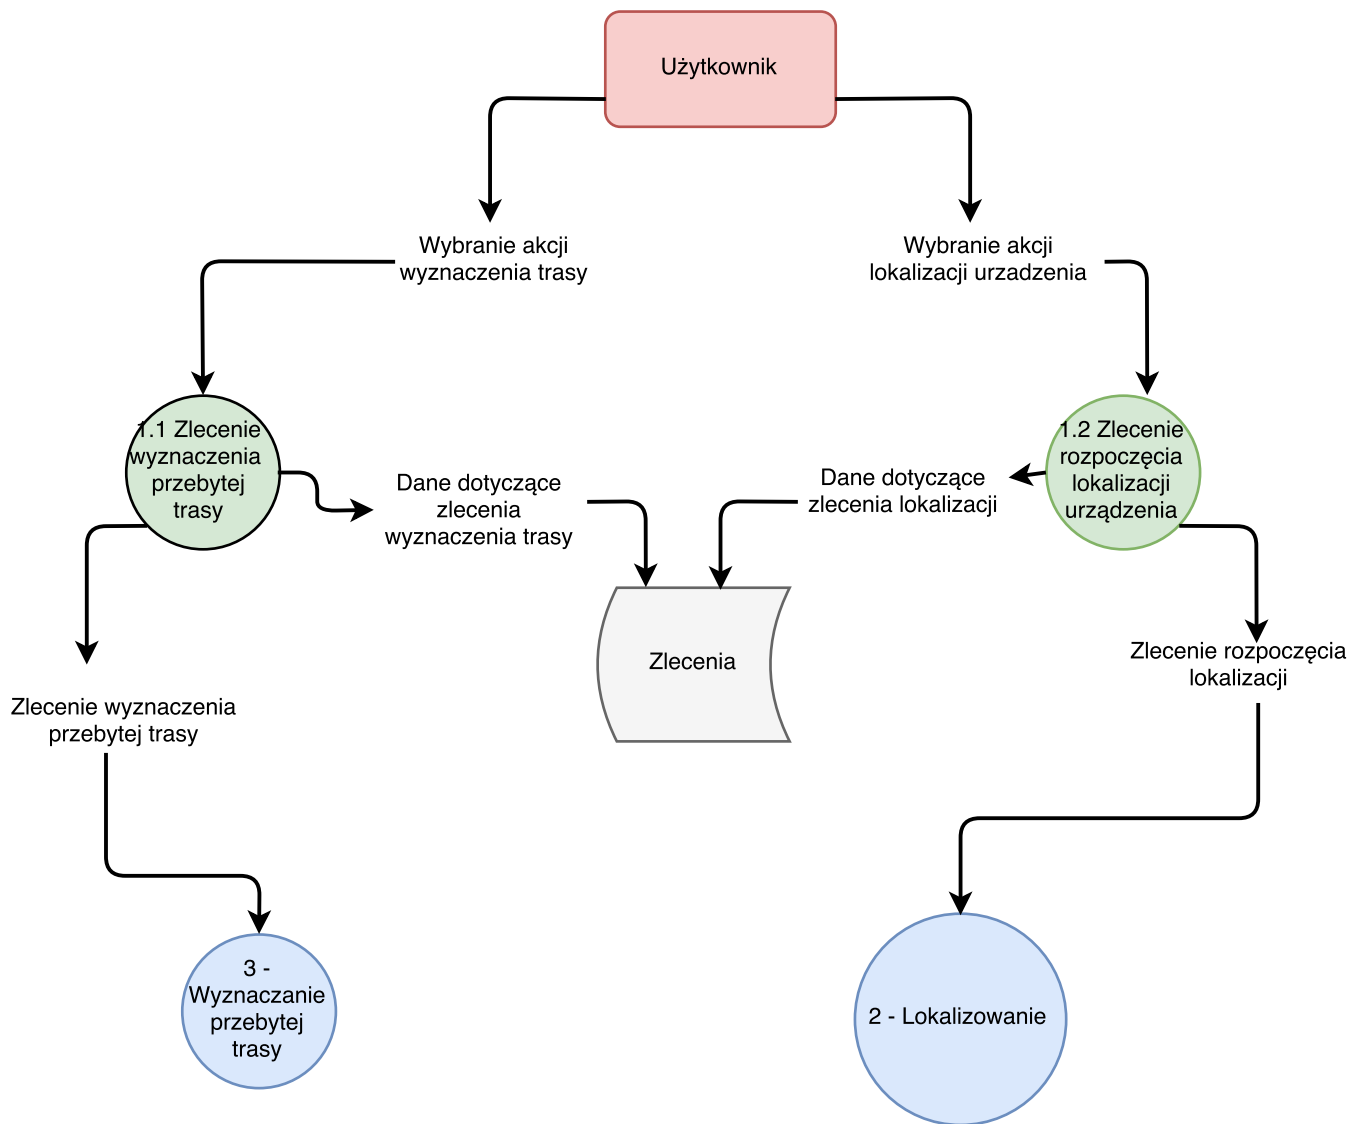 Użytkownik
Wybranie akcji
wyznaczenia trasy
Wybranie akcji
lokalizacji urzadzenia
1.1 Zlecenie
wyznaczenia
przebytej
trasy
Dane dotyczące
zlecenia
wyznaczenia trasy
Dane dotyczące
zlecenia lokalizacji
1.2 Zlecenie
rozpoczęcia
lokalizacji
urządzenia
Zlecenia
Zlecenie rozpoczęcia
lokalizacji
Zlecenie wyznaczenia
przebytej trasy
3 -
Wyznaczanie
przebytej
trasy
2 - Lokalizowanie